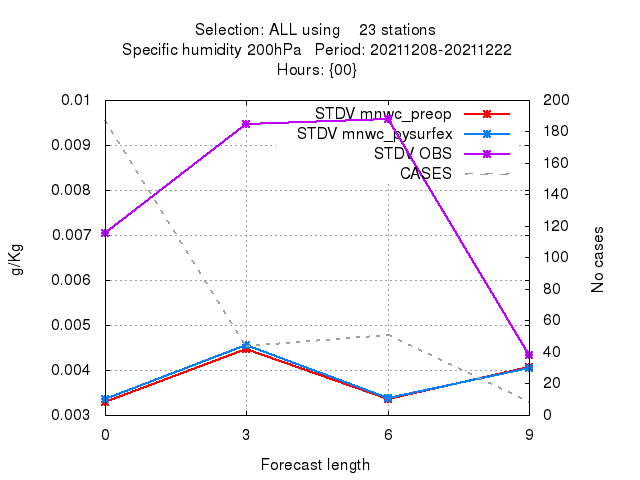 Selection: ALL using    23 stations
Specific humidity 200hPa   Period: 20211208-20211222
Hours: {00}
0.01
0.009
0.008
0.007
0.006
0.005
0.004
0.003
g/Kg
STDV mnwc_preop
STDV mnwc_pysurfex
STDV OBS
CASES
200
180
160
140
120
100
80
60
40
20
0
No cases
0 3 6 9
Forecast length